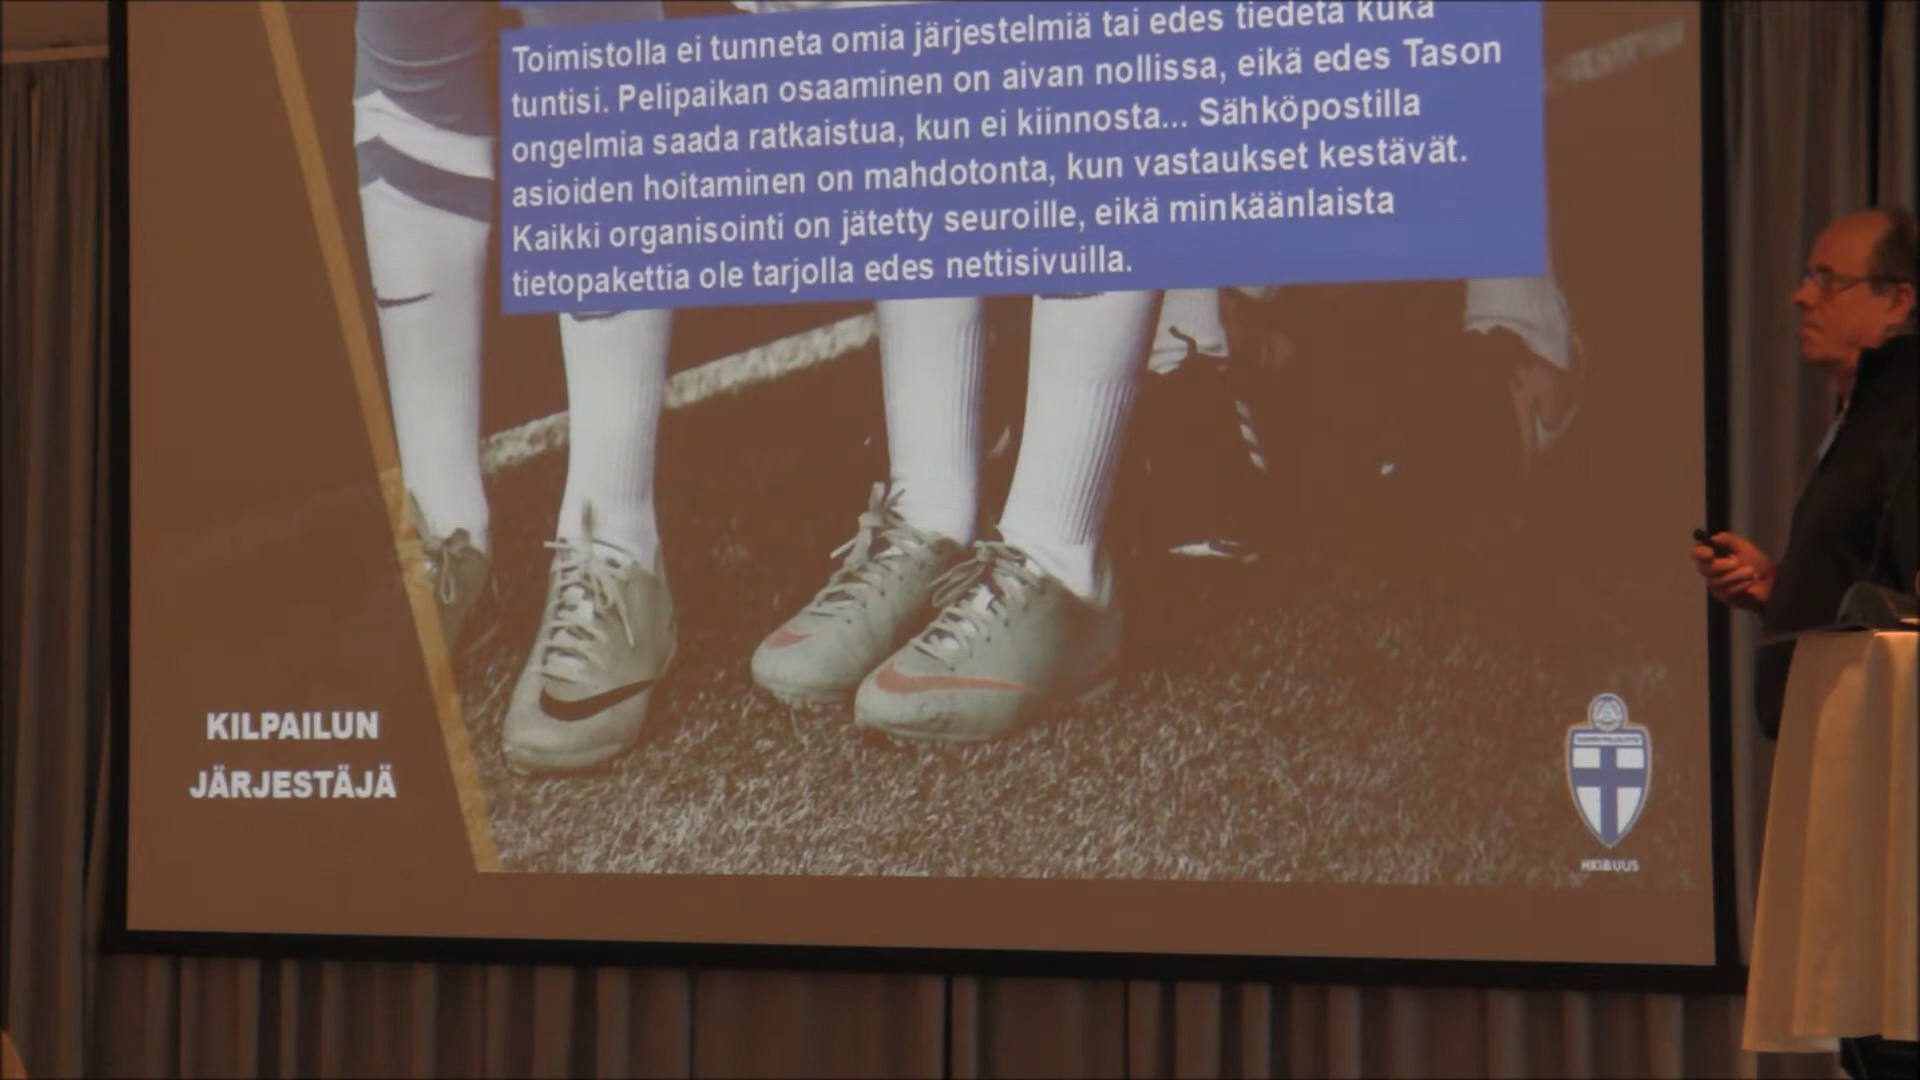 Toimistolla ei tunneta omia järjestelmiä tai edes tiedetä kuka
tuntisi. Pelipaikan osaaminen on aivan nollissa, eikä edes Tason
ongelmia saada ratkaistua, kun ei kiinnosta... Sähköpostilla
asioiden hoitaminen on mahdotonta, kun vastaukset kestävät.
Kaikki organisointi on jätetty seuroille, eikä minkäänlaista
tietopakettia ole tarjolla edes nettisivuilla.
KILPAILUN
JÄRJESTÄJÄ
HKI&UUS